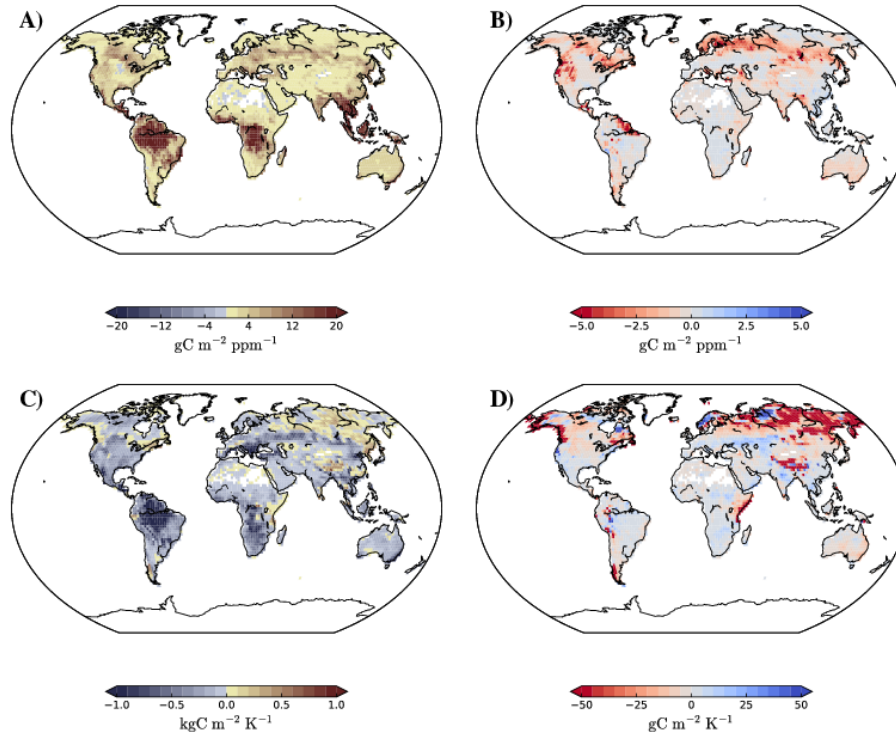 A)
B)
−20 −12 −4 4 12 20
gC m⁻² ppm⁻¹
−5.0 −2.5 0.0 2.5 5.0
gC m⁻² ppm⁻¹
C)
D)
−1.0 −0.5 0.0 0.5 1.0
kgC m⁻² K⁻¹
−50 −25 0 25 50
gC m⁻² K⁻¹